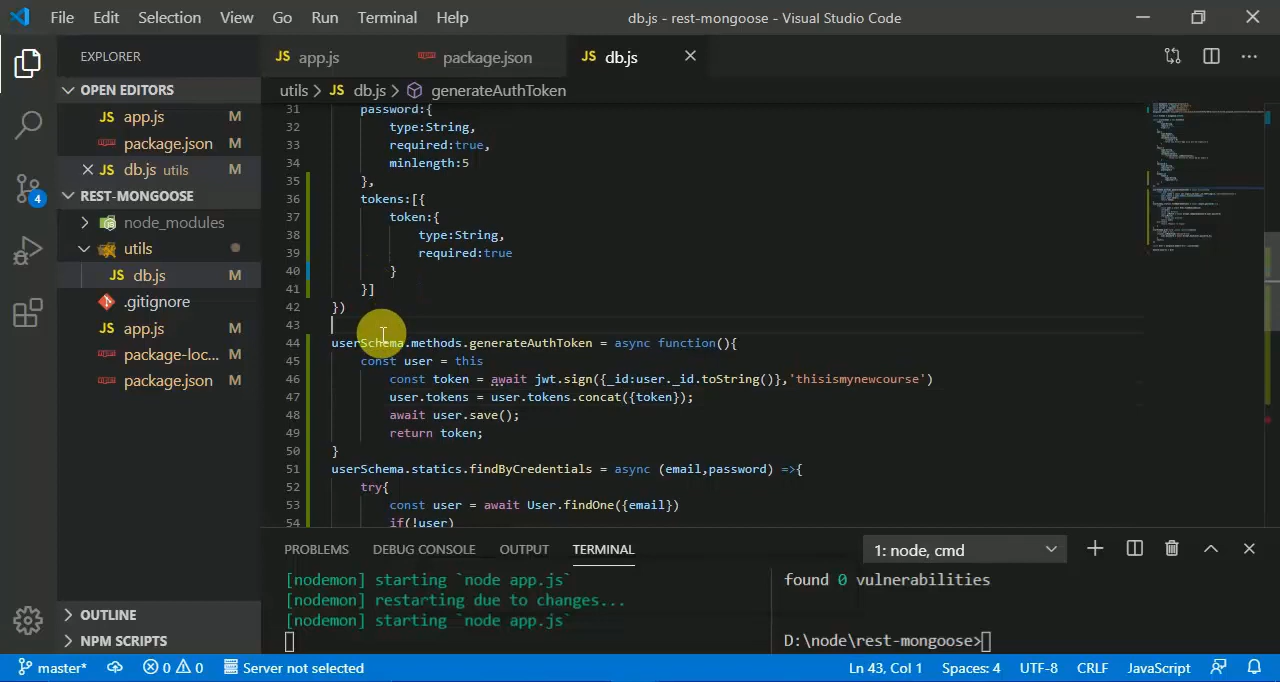 File Edit Selection View Go Run Terminal Help db.js - rest-mongoose - Visual Studio Code
EXPLORER
OPEN EDITORS
JS app.js M
package.json M
JS db.js utils M
REST-MONGOOSE
node_modules
utils
JS db.js M
.gitignore
JS app.js M
package-loc... M
package.json M
OUTLINE
NPM SCRIPTS
4
JS app.js package.json JS db.js
utils > JS db.js > generateAuthToken
31 password:{
32 type:String,
33 required:true,
34 minlength:5
35 },
36 tokens:[{
37 token:{
38 type:String,
39 required:true
40 }
41 }]
42 })
43
44 userSchema.methods.generateAuthToken = async function(){
45 const user = this
46 const token = await jwt.sign({_id:user._id.toString()},'thisismynewcourse')
47 user.tokens = user.tokens.concat({token});
48 await user.save();
49 return token;
50 }
51 userSchema.statics.findByCredentials = async (email,password) =>{
52 try{
53 const user = await User.findOne({email})
54 if(!user)
PROBLEMS DEBUG CONSOLE OUTPUT TERMINAL 1: node, cmd
[nodemon] starting `node app.js`
[nodemon] restarting due to changes...
[nodemon] starting `node app.js`
found 0 vulnerabilities
D:\node\rest-mongoose>
master* 0 0 Server not selected Ln 43, Col 1 Spaces: 4 UTF-8 CRLF JavaScript